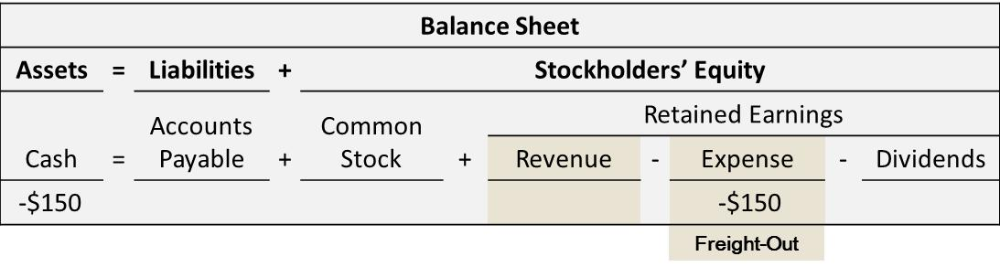 Balance Sheet
Assets = Liabilities + Stockholders’ Equity
Retained Earnings
Accounts Common
Cash = Payable + Stock + Revenue - Expense - Dividends
-$150 -$150
Freight-Out